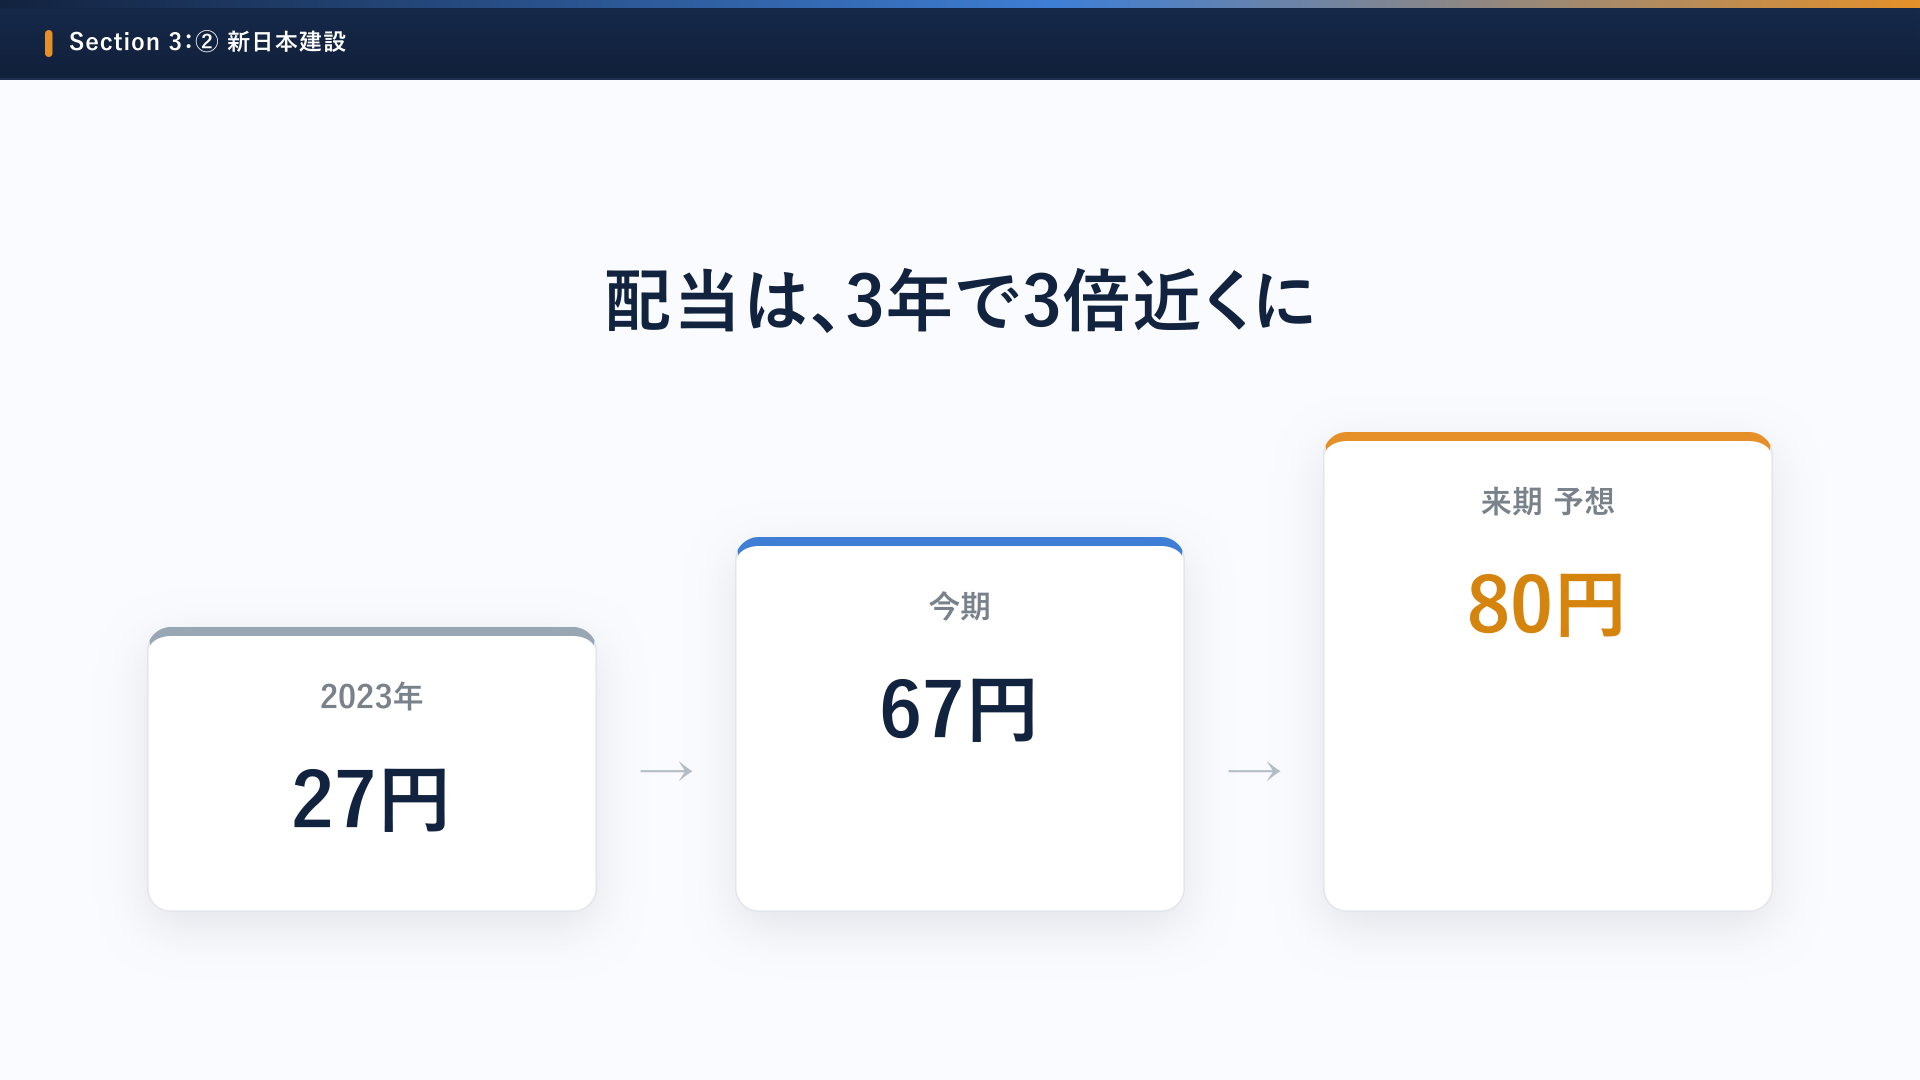 Section 3：② 新日本建設
配当は、3年で3倍近くに
2023年
27円
→
今期
67円
→
来期 予想
80円